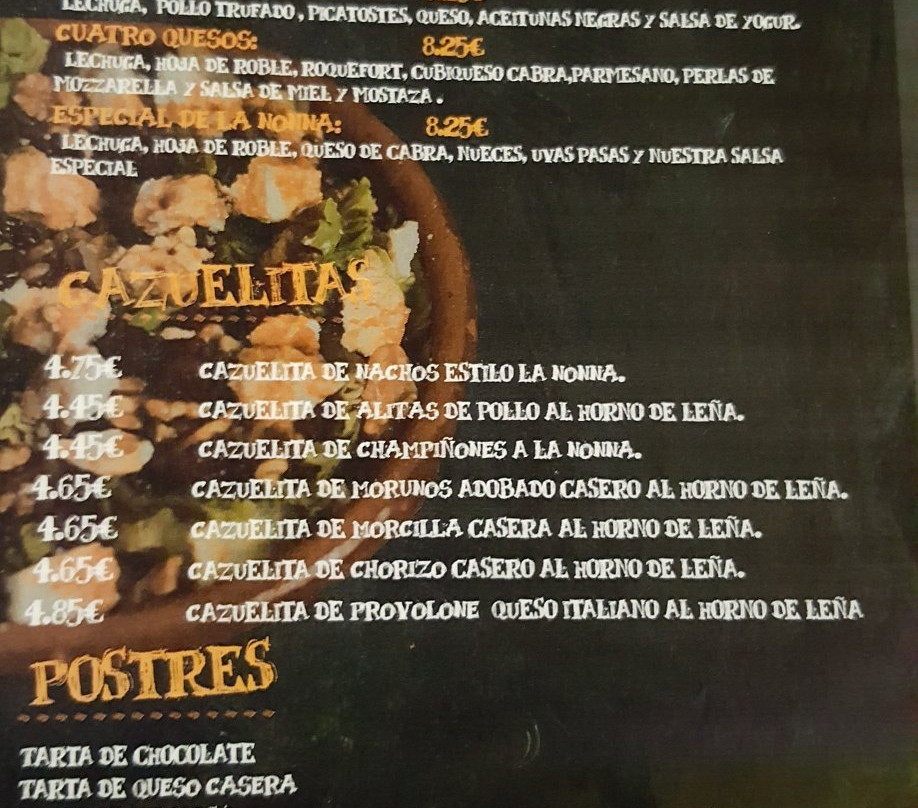 LECHUGA, POLLO TRUFADO, PICATOSTES, QUESO, ACEITUNAS NEGRAS Y SALSA DE YOGUR.
CUATRO QUESOS: 8.25€
LECHUGA, HOJA DE ROBLE, ROQUEFORT, CUBIQUESO CABRA,PARMESANO, PERLAS DE
MOZZARELLA Y SALSA DE MIEL Y MOSTAZA .
ESPECIAL DE LA NONNA: 8.25€
LECHUGA, HOJA DE ROBLE, QUESO DE CABRA, NUECES, UVAS PASAS Y NUESTRA SALSA
ESPECIAL
CAZUELITAS
4.75€ CAZUELITA DE NACHOS ESTILO LA NONNA.
4.45€ CAZUELITA DE ALITAS DE POLLO AL HORNO DE LEÑA.
4.45€ CAZUELITA DE CHAMPIÑONES A LA NONNA.
4.65€ CAZUELITA DE MORUNOS ADOBADO CASERO AL HORNO DE LEÑA.
4.65€ CAZUELITA DE MORCILLA CASERA AL HORNO DE LEÑA.
4.65€ CAZUELITA DE CHORIZO CASERO AL HORNO DE LEÑA.
4.85€ CAZUELITA DE PROVOLONE QUESO ITALIANO AL HORNO DE LEÑA
POSTRES
TARTA DE CHOCOLATE
TARTA DE QUESO CASERA